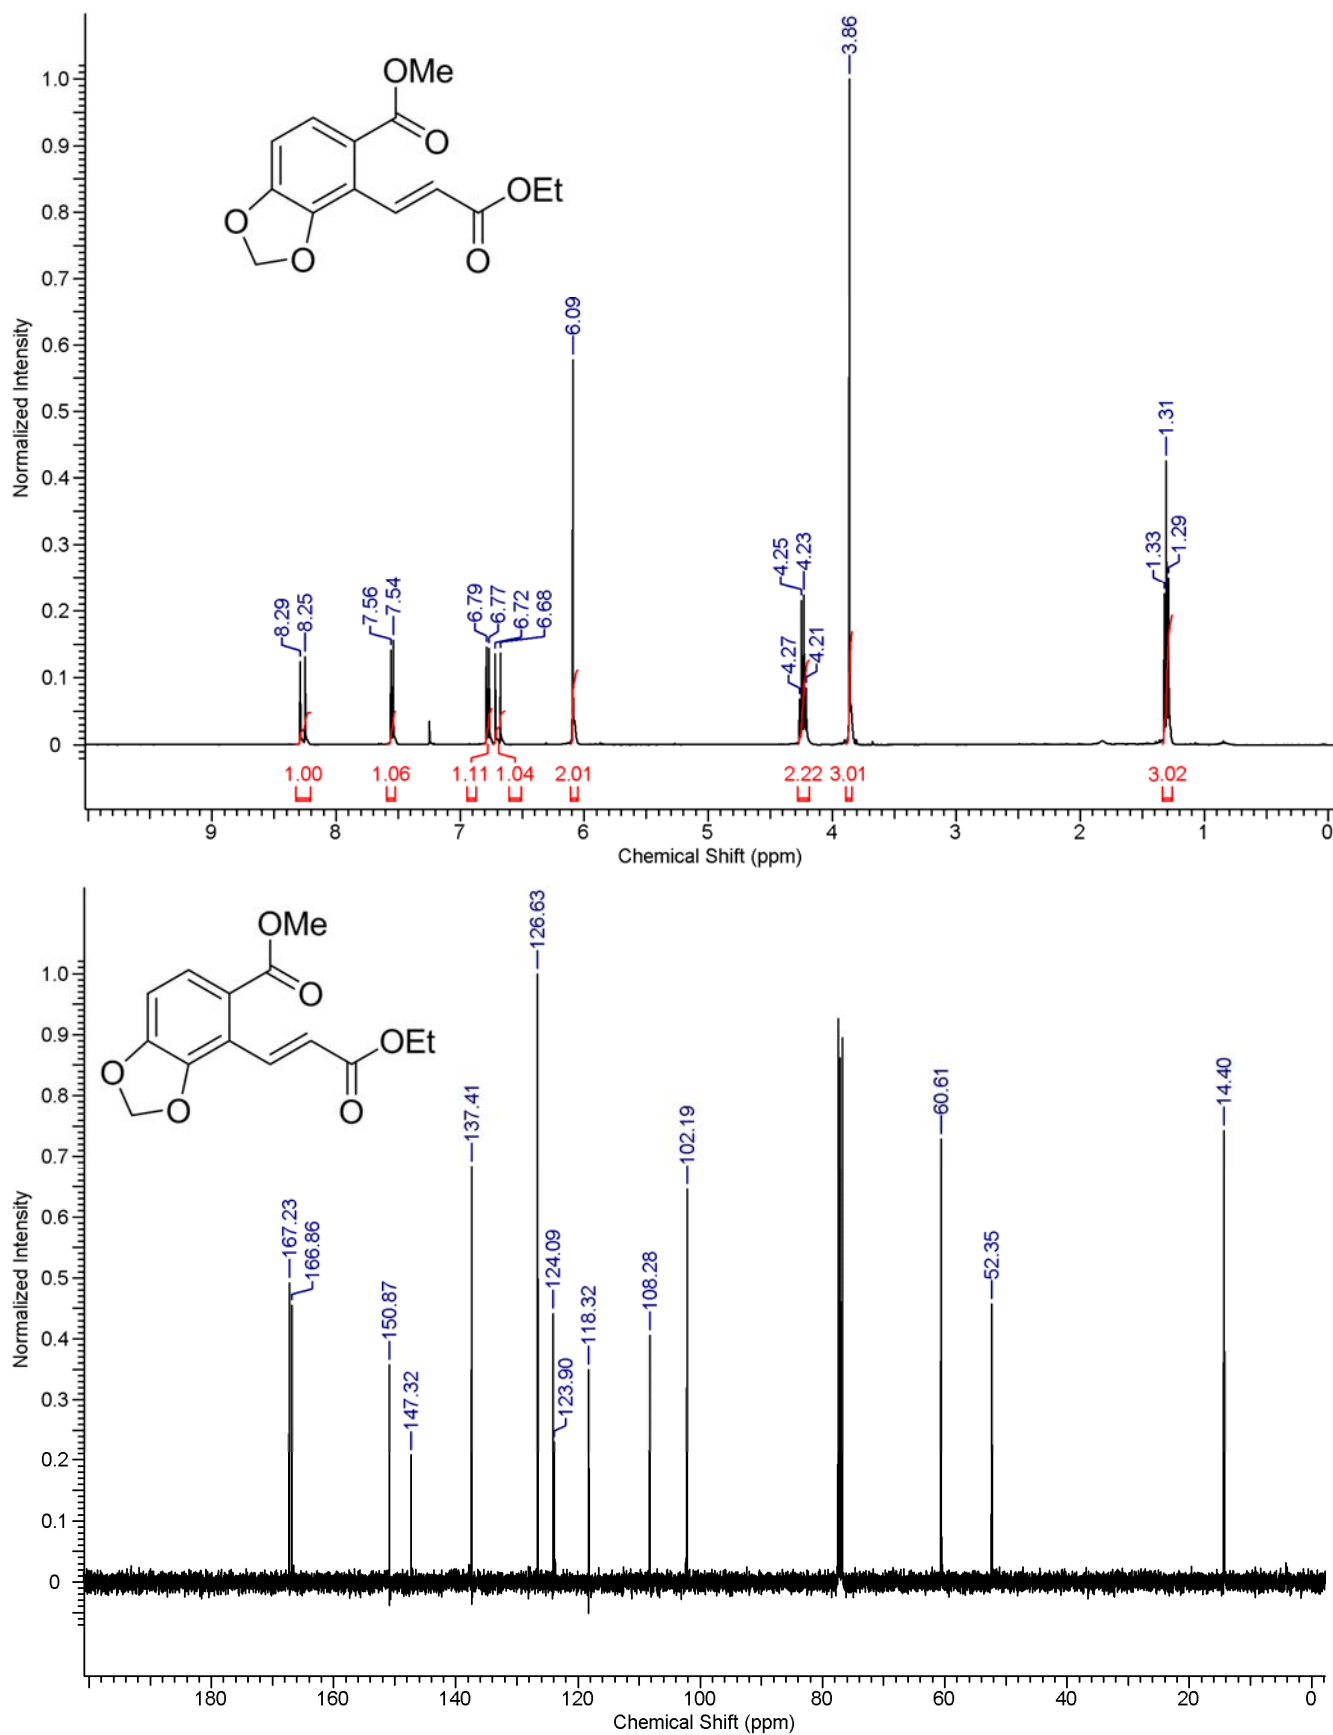 3.86
1.0
OMe
O
0.9
OEt
0.8
O
O
O
0.7
6.09
0.6
Normalized Intensity
0.5
1.31
0.4
4.25
4.23
1.33
1.29
0.3
8.29
8.25
7.56
7.54
6.79
6.77
6.72
6.68
4.27
4.21
0.2
0.1
0
1.00 1.06 1.11 1.04 2.01 2.22 3.01 3.02
9 8 7 6 5 4 3 2 1 0
Chemical Shift (ppm)
126.63
OMe
1.0
O
0.9
OEt
O
O
O
0.8
137.41
102.19
60.61
14.40
0.7
167.23
166.86
0.6
Normalized Intensity
150.87
124.09
118.32
108.28
52.35
0.5
147.32
123.90
0.4
0.3
0.2
0.1
0
180 160 140 120 100 80 60 40 20 0
Chemical Shift (ppm)